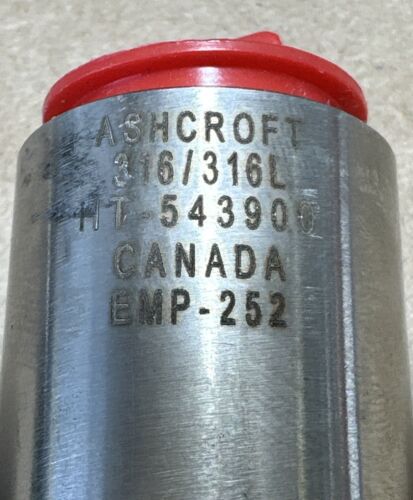 ASHCROFT
316/316L
HT-543900
CANADA
EMP-252